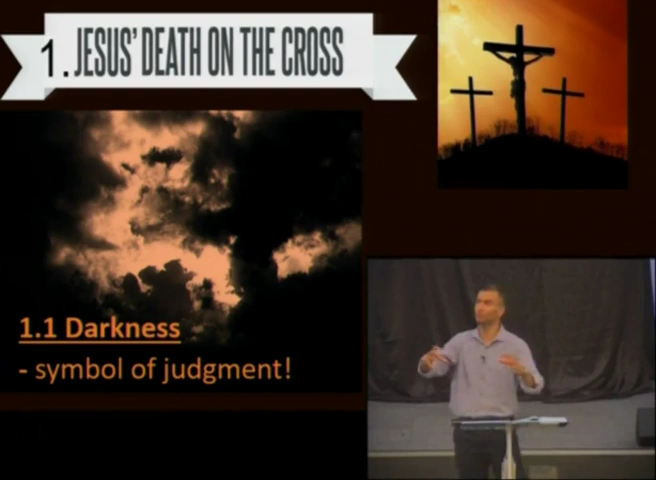 1. JESUS' DEATH ON THE CROSS
1.1 Darkness
- symbol of judgment!